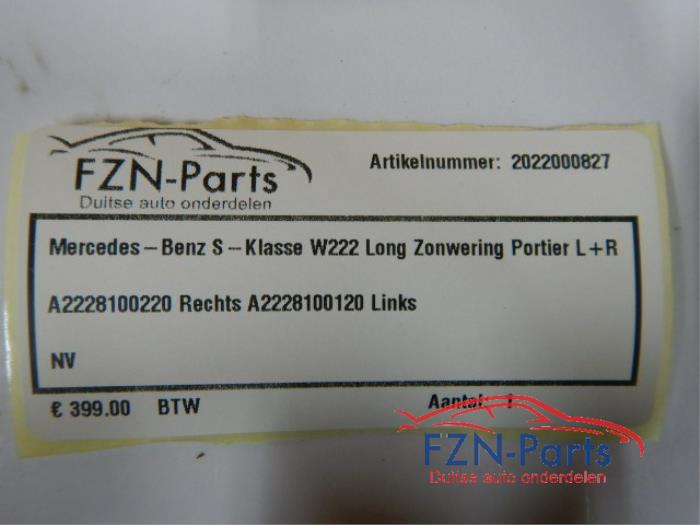 FZN-Parts
Duitse auto onderdelen
Artikelnummer: 2022000827
Mercedes-Benz S-Klasse W222 Long Zonwering Portier L+R
A2228100220 Rechts A2228100120 Links
NV
€ 399.00 BTW
Aantal: 1
FZN-Parts
Duitse auto onderdelen